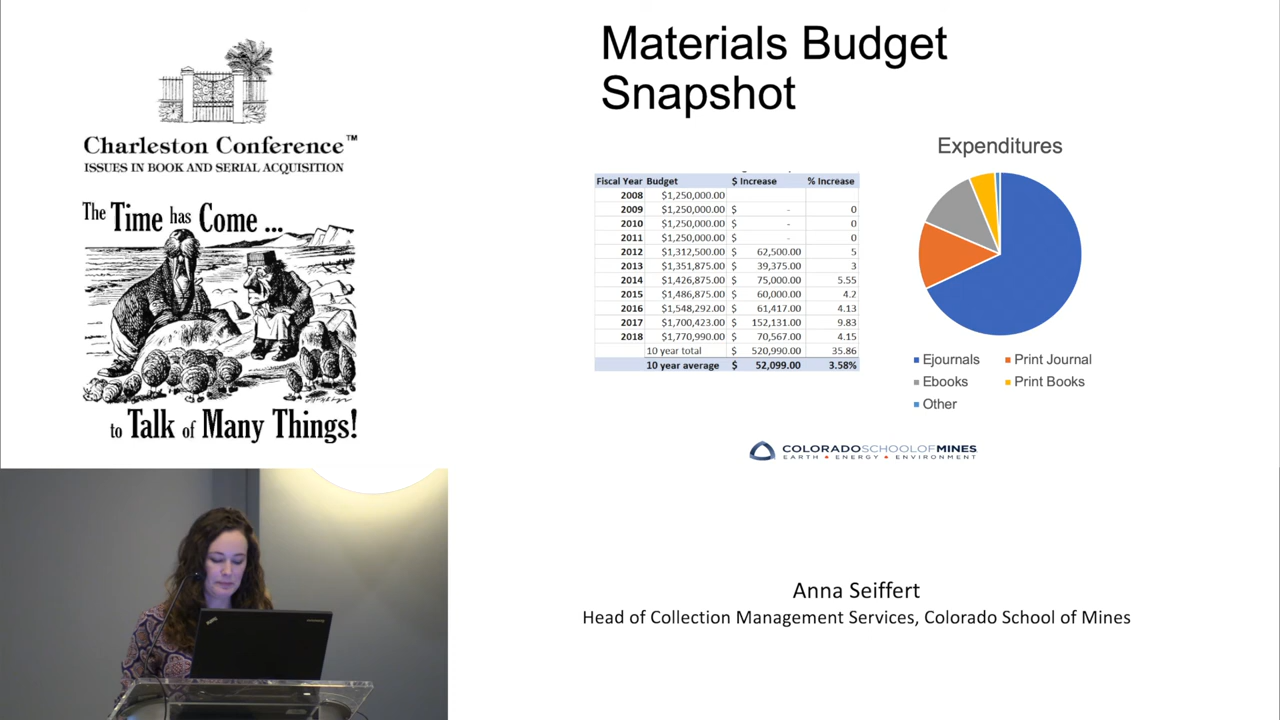 Charleston Conference™
ISSUES IN BOOK AND SERIAL ACQUISITION
The Time has Come ...
to Talk of Many Things!
Materials Budget
Snapshot
Fiscal Year Budget $ Increase % Increase
2008 $1,250,000.00
2009 $1,250,000.00 $ - 0
2010 $1,250,000.00 $ - 0
2011 $1,250,000.00 $ - 0
2012 $1,312,500.00 $ 62,500.00 5
2013 $1,351,875.00 $ 39,375.00 3
2014 $1,426,875.00 $ 75,000.00 5.55
2015 $1,486,875.00 $ 60,000.00 4.2
2016 $1,548,292.00 $ 61,417.00 4.13
2017 $1,700,423.00 $ 152,131.00 9.83
2018 $1,770,990.00 $ 70,567.00 4.15
10 year total $ 520,990.00 35.86
10 year average $ 52,099.00 3.58%
Expenditures
Ejournals Print Journal
Ebooks Print Books
Other
COLORADOSCHOOLOFMINES
EARTH • ENERGY • ENVIRONMENT
Anna Seiffert
Head of Collection Management Services, Colorado School of Mines